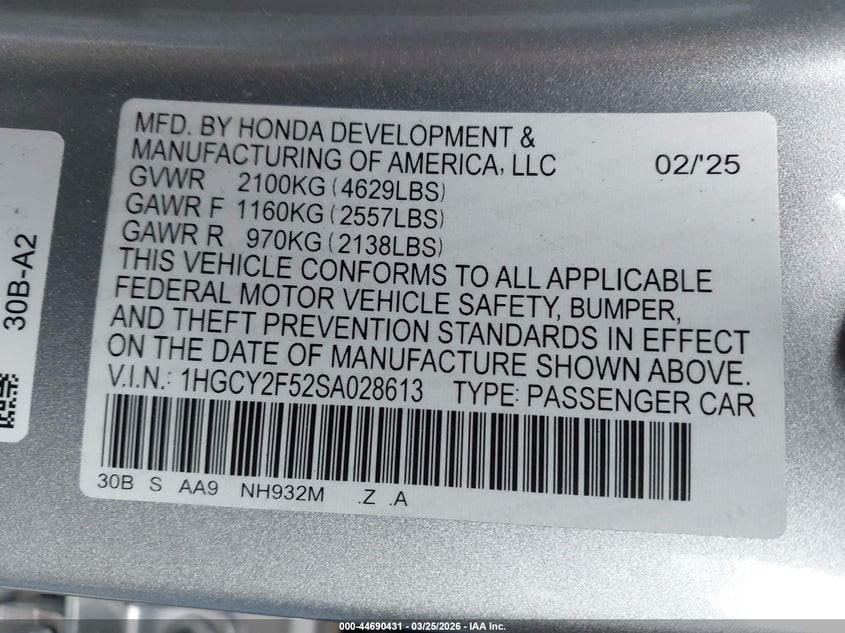 MFD. BY HONDA DEVELOPMENT &
MANUFACTURING OF AMERICA, LLC 02/'25
GVWR 2100KG (4629LBS)
GAWR F 1160KG (2557LBS)
GAWR R 970KG (2138LBS)
THIS VEHICLE CONFORMS TO ALL APPLICABLE
FEDERAL MOTOR VEHICLE SAFETY, BUMPER,
AND THEFT PREVENTION STANDARDS IN EFFECT
ON THE DATE OF MANUFACTURE SHOWN ABOVE.
V.I.N.: 1HGCY2F52SA028613 TYPE: PASSENGER CAR
30B S AA9 NH932M .Z .A
30B-A2
000-44690431 - 03/25/2026 - IAA Inc.